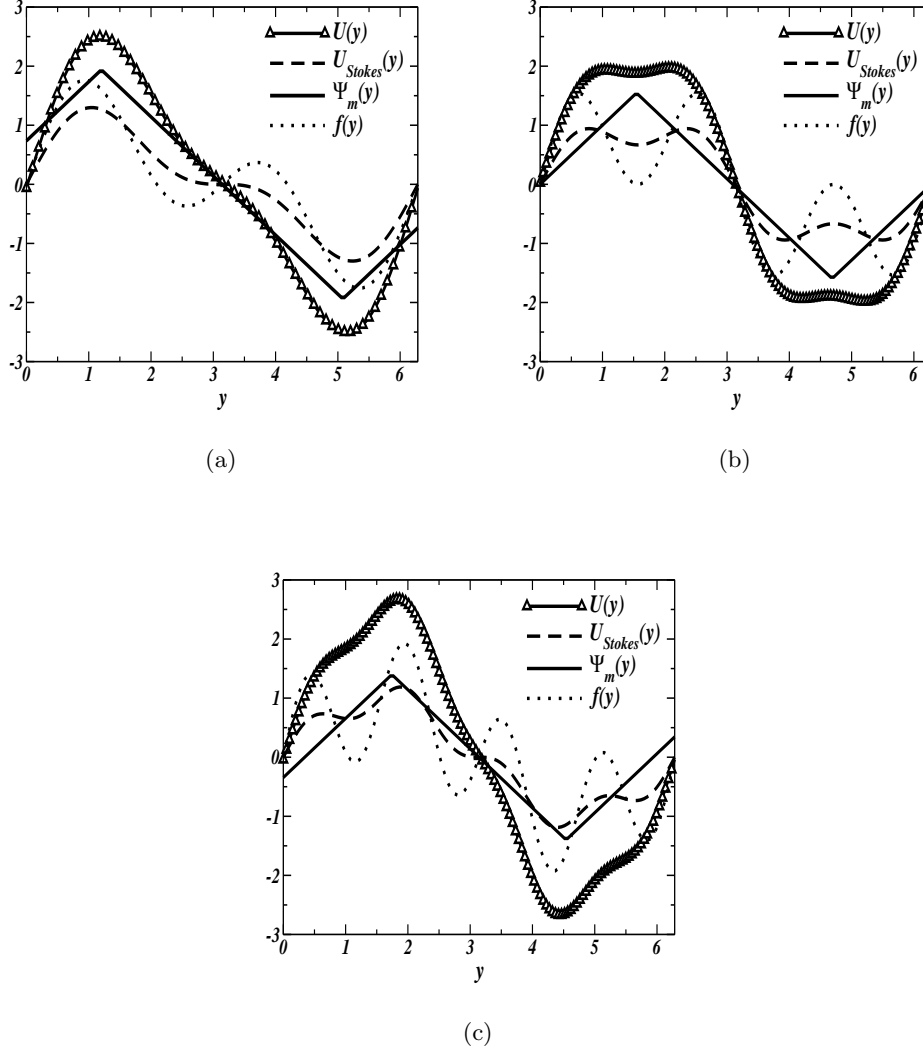 3
2
1
0
-1
-2
-3
0 1 2 3 4 5 6
y
U(y)
U_Stokes(y)
Ψ_m(y)
f(y)
(a)
3
2
1
0
-1
-2
-3
0 1 2 3 4 5 6
y
U(y)
U_Stokes(y)
Ψ_m(y)
f(y)
(b)
3
2
1
0
-1
-2
-3
0 1 2 3 4 5 6
y
U(y)
U_Stokes(y)
Ψ_m(y)
f(y)
(c)